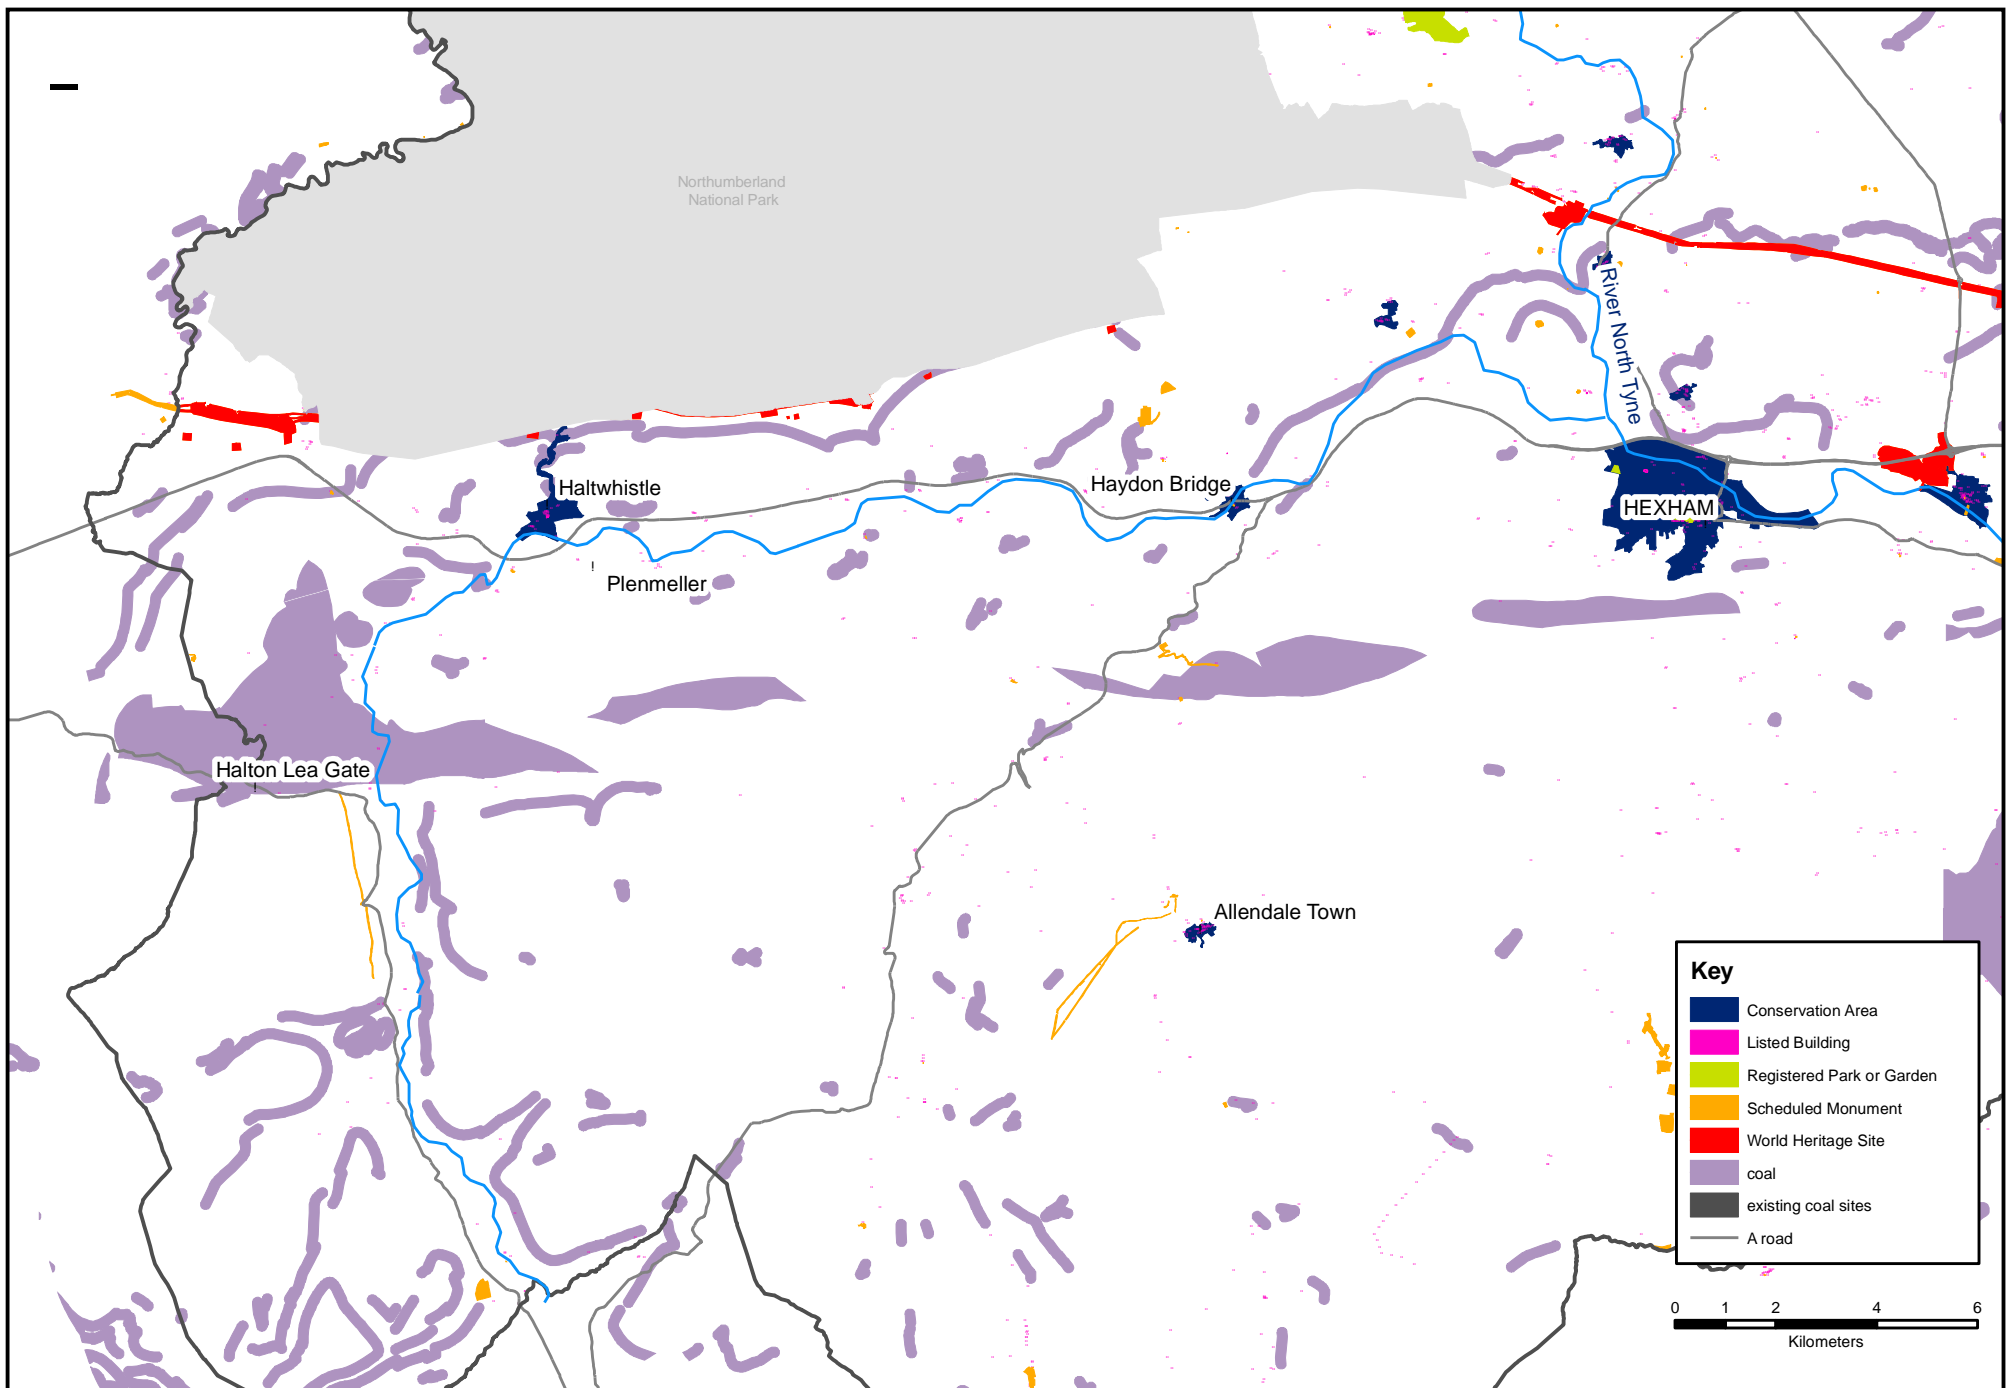 Northumberland
National Park
River North Tyne
Haltwhistle
Haydon Bridge
HEXHAM
Plenmeller
Halton Lea Gate
Allendale Town
Key
Conservation Area
Listed Building
Registered Park or Garden
Scheduled Monument
World Heritage Site
coal
existing coal sites
A road
0 1 2 4 6
Kilometers